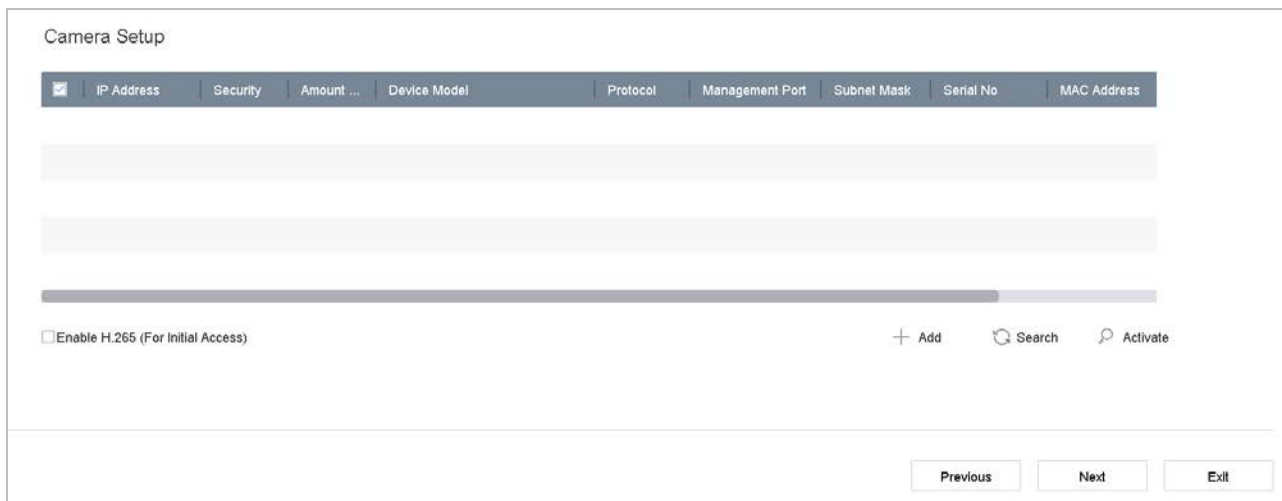 Camera Setup
IP Address Security Amount ... Device Model Protocol Management Port Subnet Mask Serial No MAC Address
Enable H.265 (For Initial Access) Add Search Activate
Previous Next Exit